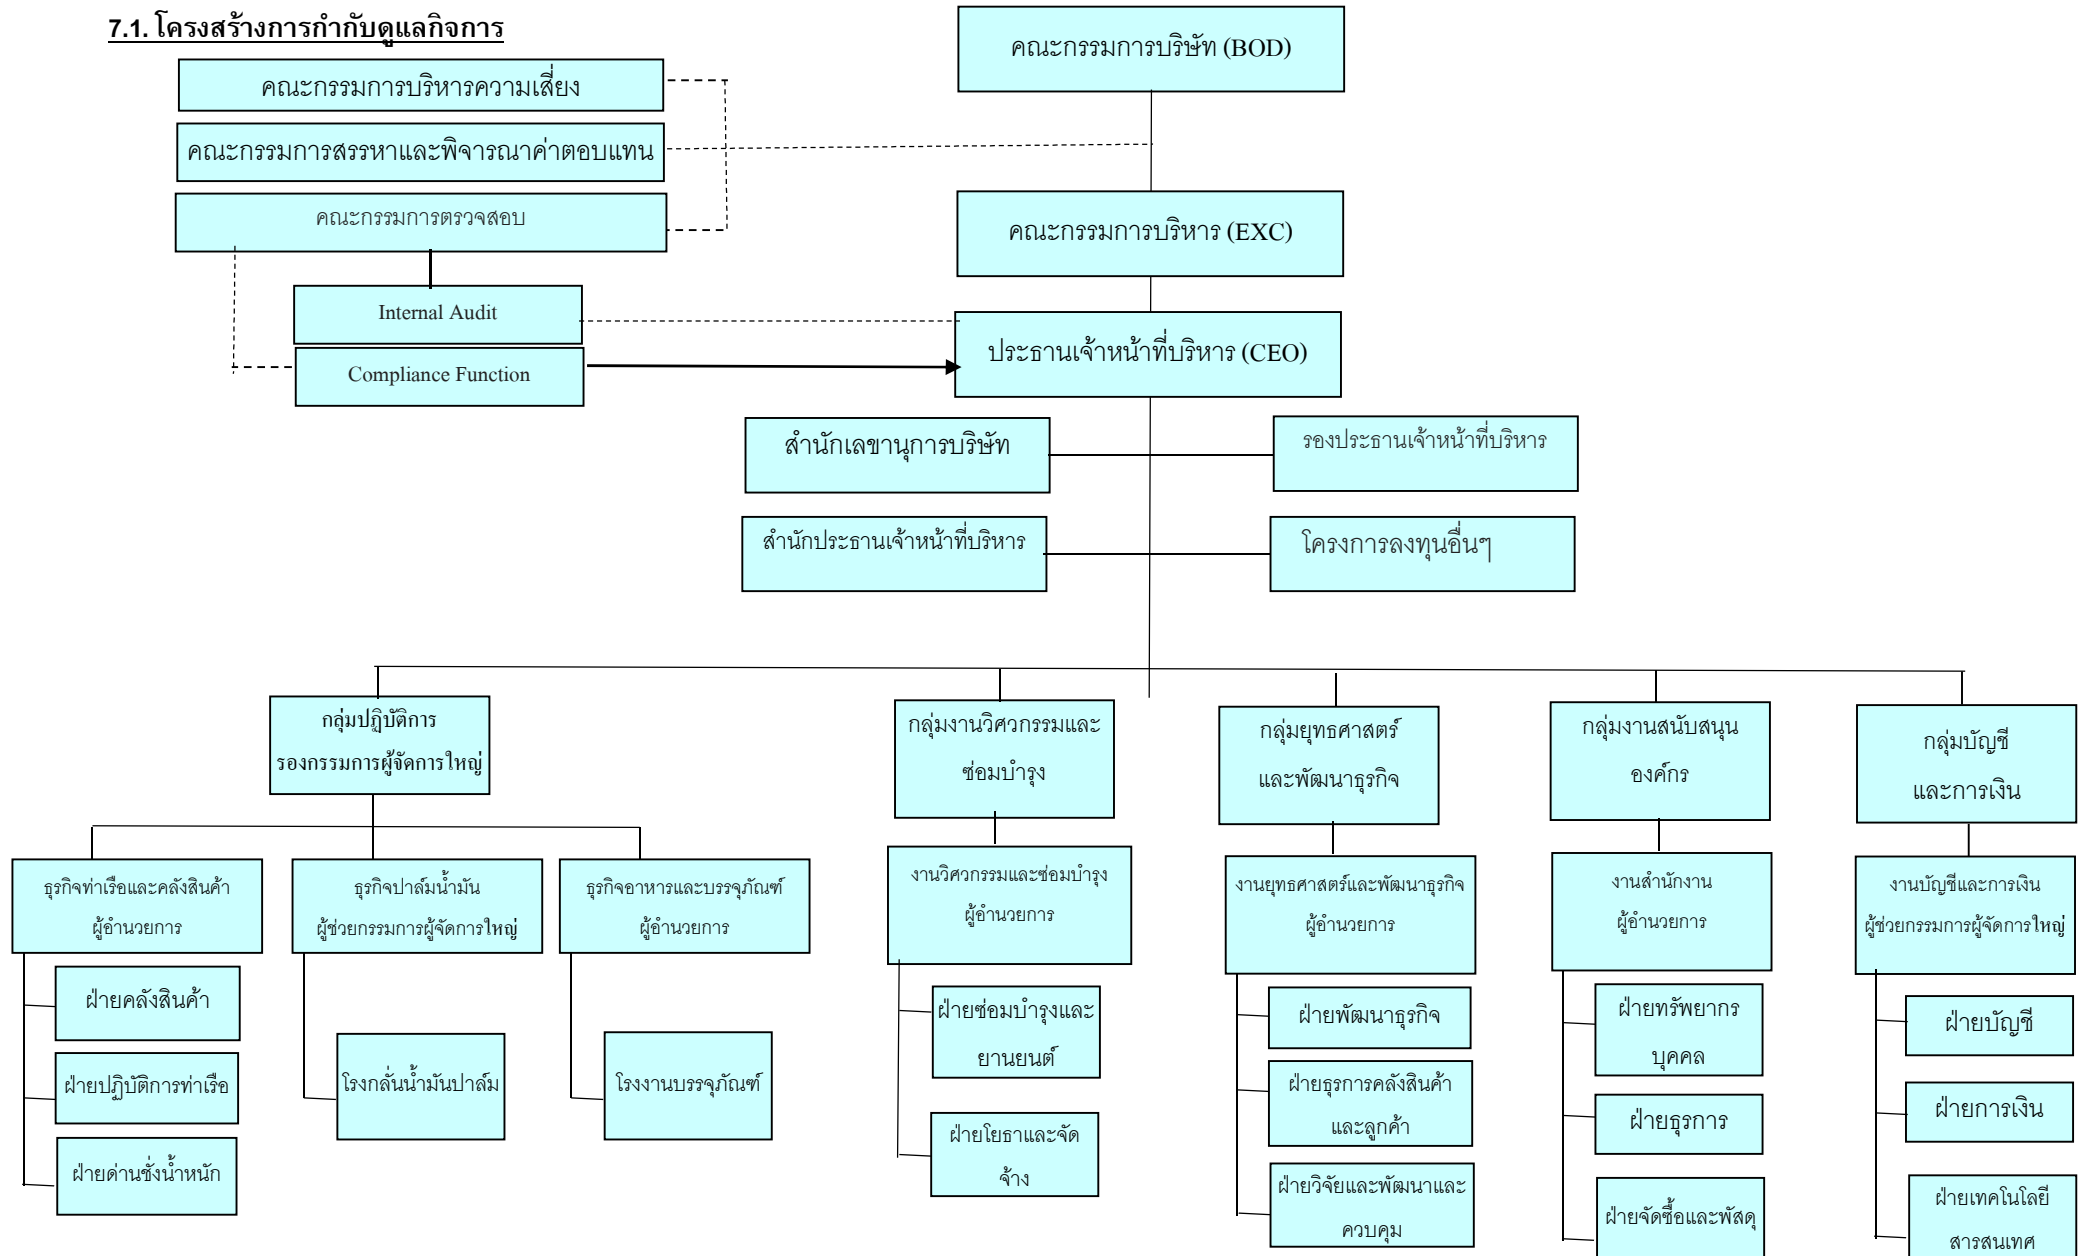 7.1. โครงสร้างการกำกับดูแลกิจการ
คณะกรรมการบริษัท (BOD)
คณะกรรมการบริหารความเสี่ยง
คณะกรรมการสรรหาและพิจารณาค่าตอบแทน
คณะกรรมการตรวจสอบ
คณะกรรมการบริหาร (EXC)
Internal Audit
Compliance Function
ประธานเจ้าหน้าที่บริหาร (CEO)
สำนักเลขานุการบริษัท
รองประธานเจ้าหน้าที่บริหาร
สำนักประธานเจ้าหน้าที่บริหาร
โครงการลงทุนอื่นๆ
กลุ่มปฏิบัติการ
รองกรรมการผู้จัดการใหญ่
กลุ่มงานวิศวกรรมและ
ซ่อมบำรุง
กลุ่มยุทธศาสตร์
และพัฒนาธุรกิจ
กลุ่มงานสนับสนุน
องค์กร
กลุ่มบัญชี
และการเงิน
ธุรกิจท่าเรือและคลังสินค้า
ผู้อำนวยการ
ธุรกิจปาล์มน้ำมัน
ผู้ช่วยกรรมการผู้จัดการใหญ่
ธุรกิจอาหารและบรรจุภัณฑ์
ผู้อำนวยการ
งานวิศวกรรมและซ่อมบำรุง
ผู้อำนวยการ
งานยุทธศาสตร์และพัฒนาธุรกิจ
ผู้อำนวยการ
งานสำนักงาน
ผู้อำนวยการ
งานบัญชีและการเงิน
ผู้ช่วยกรรมการผู้จัดการใหญ่
ฝ่ายคลังสินค้า
ฝ่ายปฏิบัติการท่าเรือ
ฝ่ายด่านชั่งน้ำหนัก
โรงกลั่นน้ำมันปาล์ม
โรงงานบรรจุภัณฑ์
ฝ่ายซ่อมบำรุงและ
ยานยนต์
ฝ่ายโยธาและจัด
จ้าง
ฝ่ายพัฒนาธุรกิจ
ฝ่ายธุรการคลังสินค้า
และลูกค้า
ฝ่ายวิจัยและพัฒนาและ
ควบคุม
ฝ่ายทรัพยากร
บุคคล
ฝ่ายธุรการ
ฝ่ายจัดซื้อและพัสดุ
ฝ่ายบัญชี
ฝ่ายการเงิน
ฝ่ายเทคโนโลยี
สารสนเทศ